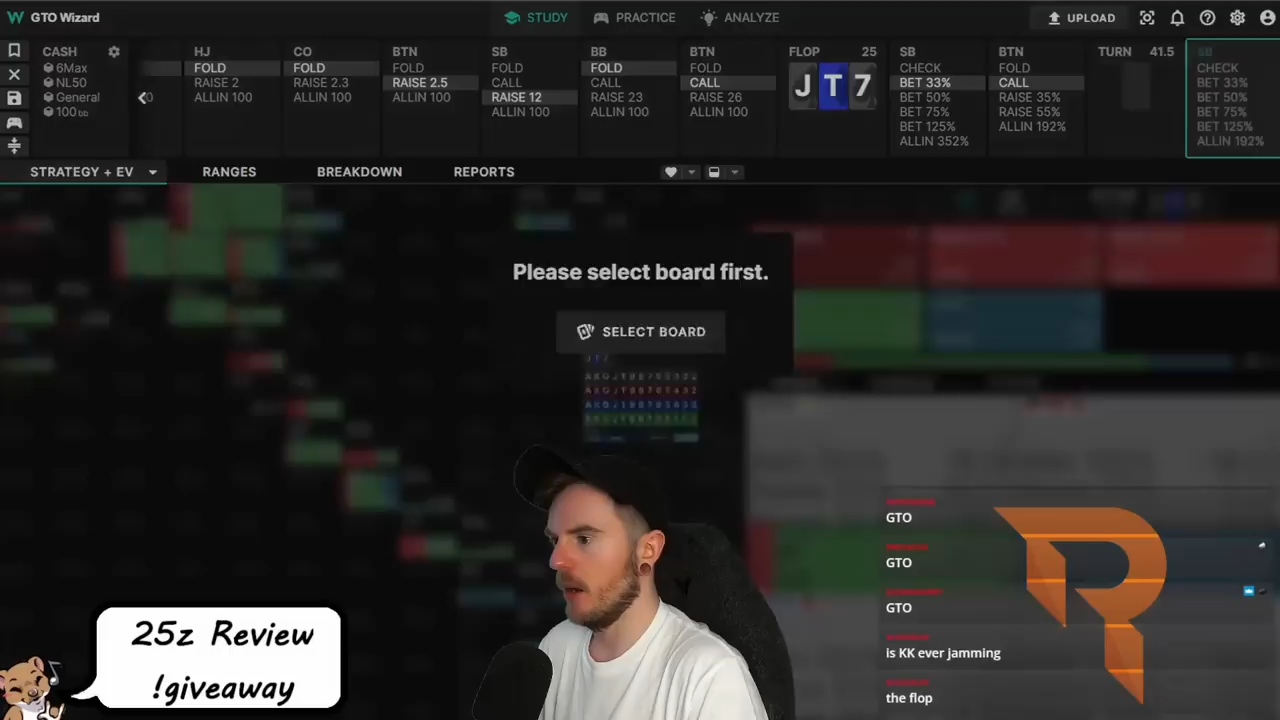 W GTO Wizard
STUDY
PRACTICE
ANALYZE
UPLOAD
CASH
6Max
NL50
General
100bb
HJ
FOLD
RAISE 2
ALLIN 100
CO
FOLD
RAISE 2.3
ALLIN 100
BTN
FOLD
RAISE 2.5
ALLIN 100
SB
FOLD
CALL
RAISE 12
ALLIN 100
BB
FOLD
CALL
RAISE 23
ALLIN 100
BTN
FOLD
CALL
RAISE 26
ALLIN 100
FLOP 25
J T 7
SB
CHECK
BET 33%
BET 50%
BET 75%
BET 125%
ALLIN 352%
BTN
FOLD
CALL
RAISE 35%
RAISE 55%
ALLIN 192%
TURN 41.5
SB
CHECK
BET 33%
BET 50%
BET 75%
BET 125%
ALLIN 192%
STRATEGY + EV
RANGES
BREAKDOWN
REPORTS
Please select board first.
SELECT BOARD
GTO
GTO
GTO
is KK ever jamming
the flop
25z Review
!giveaway